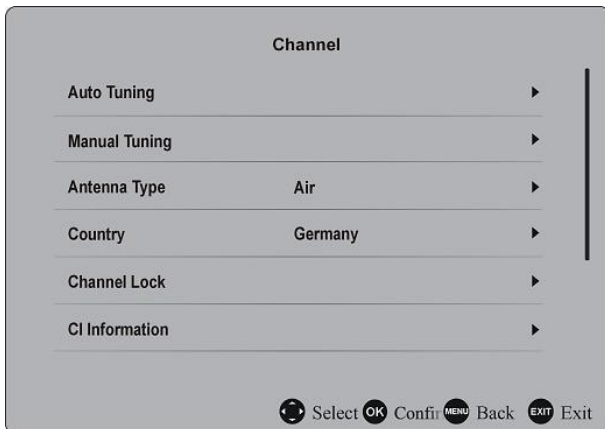 Channel
Auto Tuning
Manual Tuning
Antenna Type Air
Country Germany
Channel Lock
CI Information
Select OK Confir MENU Back EXIT Exit